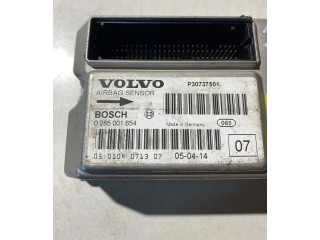 VOLVO
P30737501
AIRBAG SENSOR
BOSCH
0 285 001 654
Made in Germany
065
05 0104 0713 07
05-04-14
07